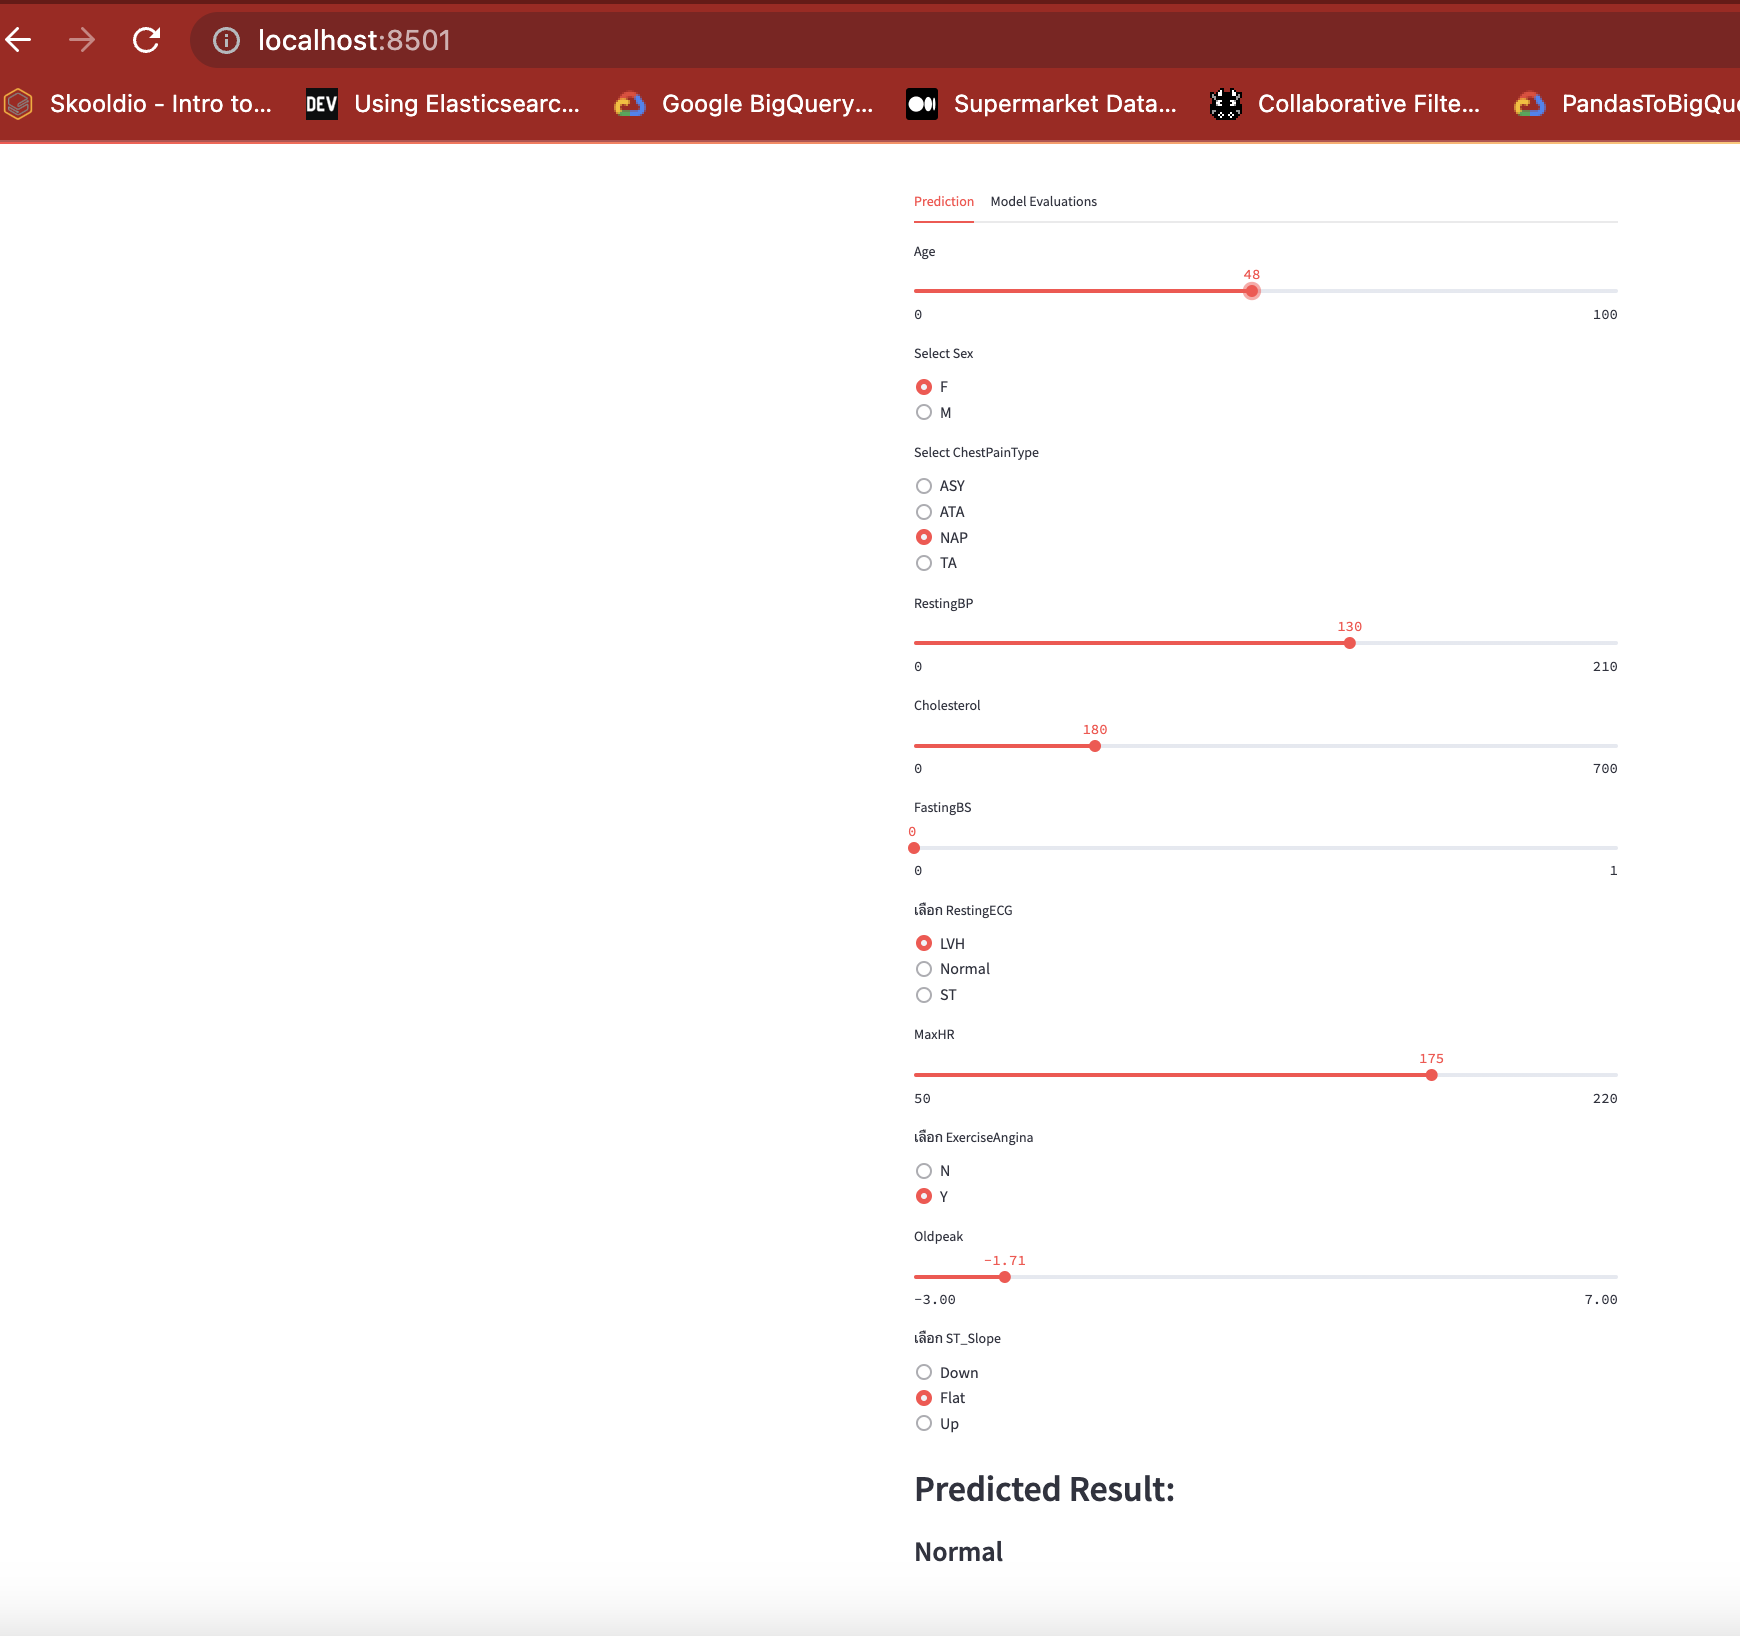 localhost:8501
Skooldio - Intro to... DEV Using Elasticsearc... Google BigQuery... Supermarket Data... Collaborative Filte... PandasToBigQue
Prediction Model Evaluations
Age
48
0 100
Select Sex
F
M
Select ChestPainType
ASY
ATA
NAP
TA
RestingBP
130
0 210
Cholesterol
180
0 700
FastingBS
0
0 1
เลือก RestingECG
LVH
Normal
ST
MaxHR
175
50 220
เลือก ExerciseAngina
N
Y
Oldpeak
-1.71
-3.00 7.00
เลือก ST_Slope
Down
Flat
Up
Predicted Result:
Normal